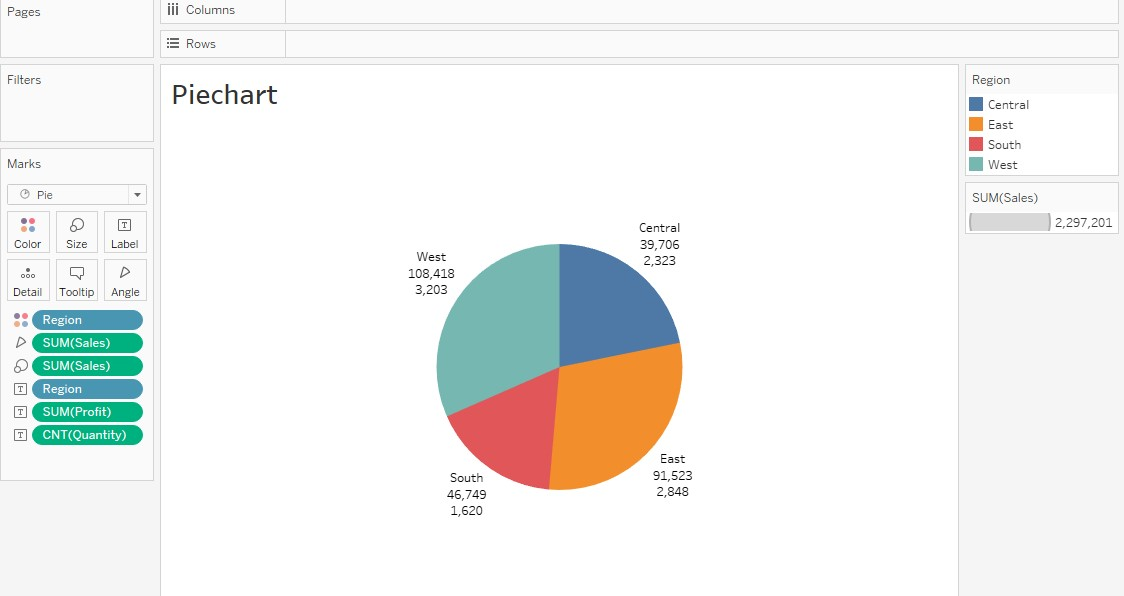 Pages
Columns
Rows
Filters
Marks
Pie
Color
Size
Label
Detail
Tooltip
Angle
Region
SUM(Sales)
SUM(Sales)
Region
SUM(Profit)
CNT(Quantity)
Piechart
Central
39,706
2,323
West
108,418
3,203
East
91,523
2,848
South
46,749
1,620
Region
Central
East
South
West
SUM(Sales)
2,297,201